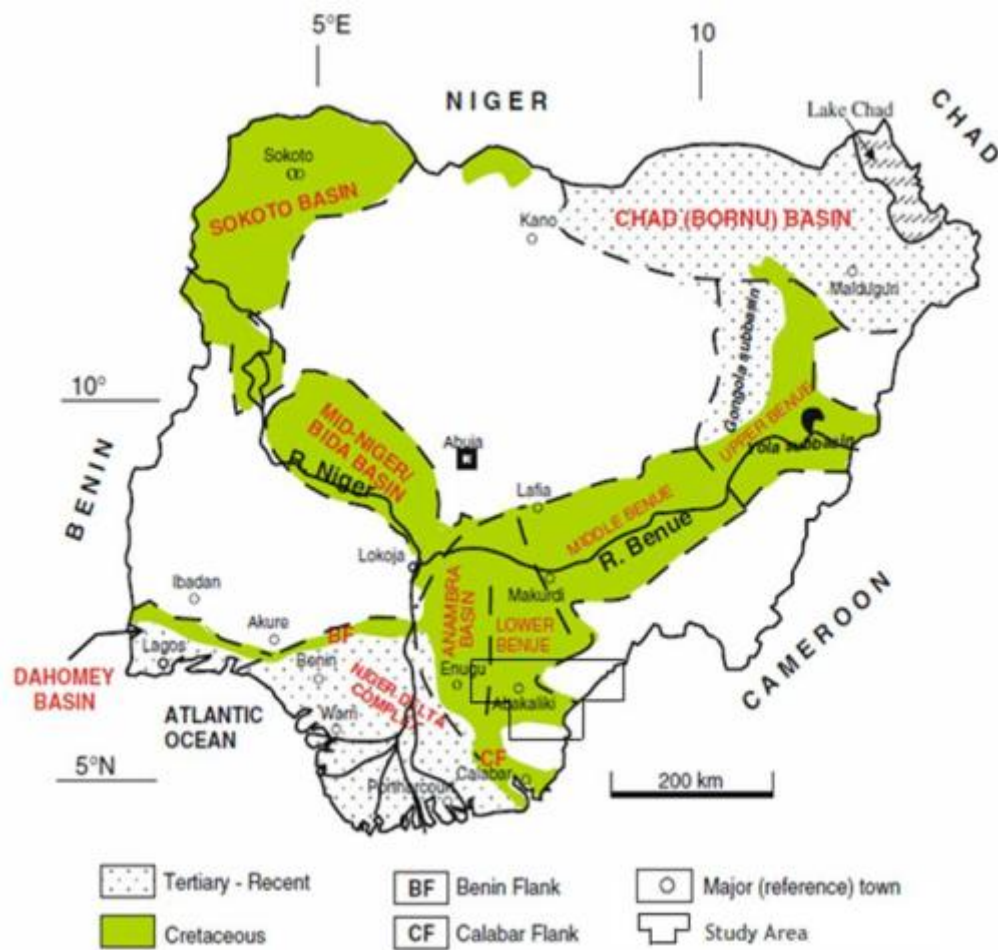 5°E
10
NIGER
CHAD
Lake Chad
Sokoto
SOKOTO BASIN
Kano
CHAD (BORNU) BASIN
Maiduguri
Gongola subbasin
10°
MID-NIGER/
BIDA BASIN
R. Niger
Abuja
UPPER BENUE
Yola subbasin
BENIN
Lafia
MIDDLE BENUE
R. Benue
Lokoja
Makurdi
Ibadan
ANAMBRA
BASIN
LOWER
BENUE
CAMEROON
Akure
BF
Lagos
Benin
Enugu
Abakaliki
DAHOMEY
BASIN
NIGER DELTA
COMPLEX
ATLANTIC
OCEAN
Warri
CF
5°N
Calabar
Portharcourt
200 km
Tertiary - Recent
BF
Benin Flank
Major (reference) town
Cretaceous
CF
Calabar Flank
Study Area